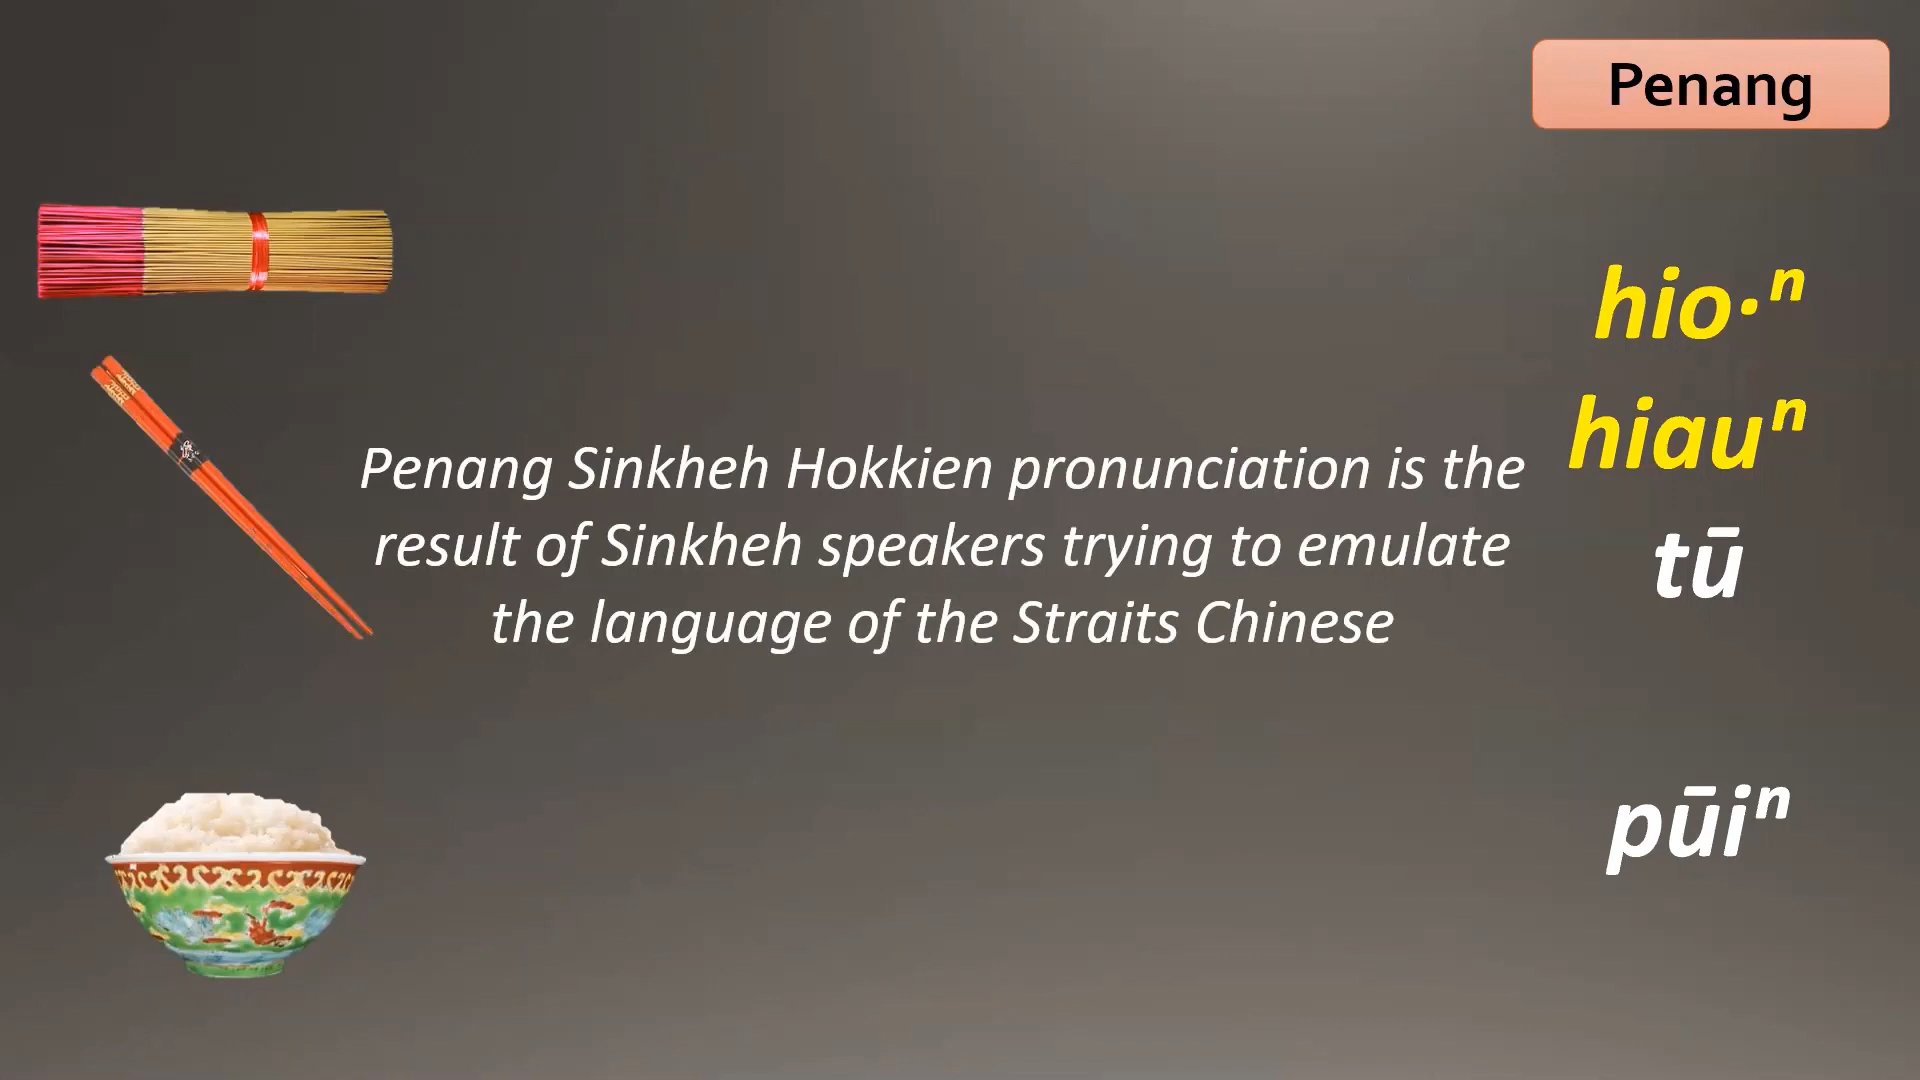 Penang
hio·ⁿ
hiauⁿ
Penang Sinkheh Hokkien pronunciation is the
result of Sinkheh speakers trying to emulate
the language of the Straits Chinese
tū
pūiⁿ